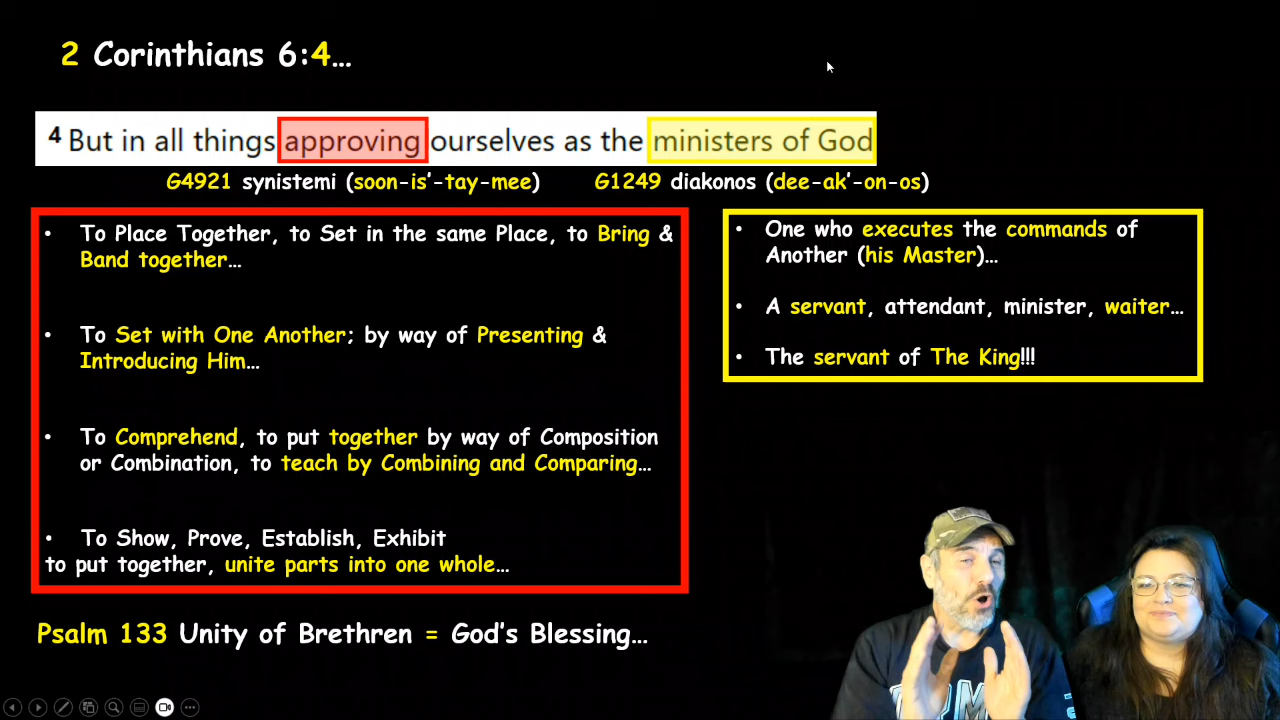 2 Corinthians 6:4...
4 But in all things approving ourselves as the ministers of God
G4921 synistemi (soon-is'-tay-mee) G1249 diakonos (dee-ak'-on-os)
• To Place Together, to Set in the same Place, to Bring &
Band together...
• To Set with One Another; by way of Presenting &
Introducing Him...
• To Comprehend, to put together by way of Composition
or Combination, to teach by Combining and Comparing...
• To Show, Prove, Establish, Exhibit
to put together, unite parts into one whole...
• One who executes the commands of
Another (his Master)...
• A servant, attendant, minister, waiter...
• The servant of The King!!!
Psalm 133 Unity of Brethren = God's Blessing...